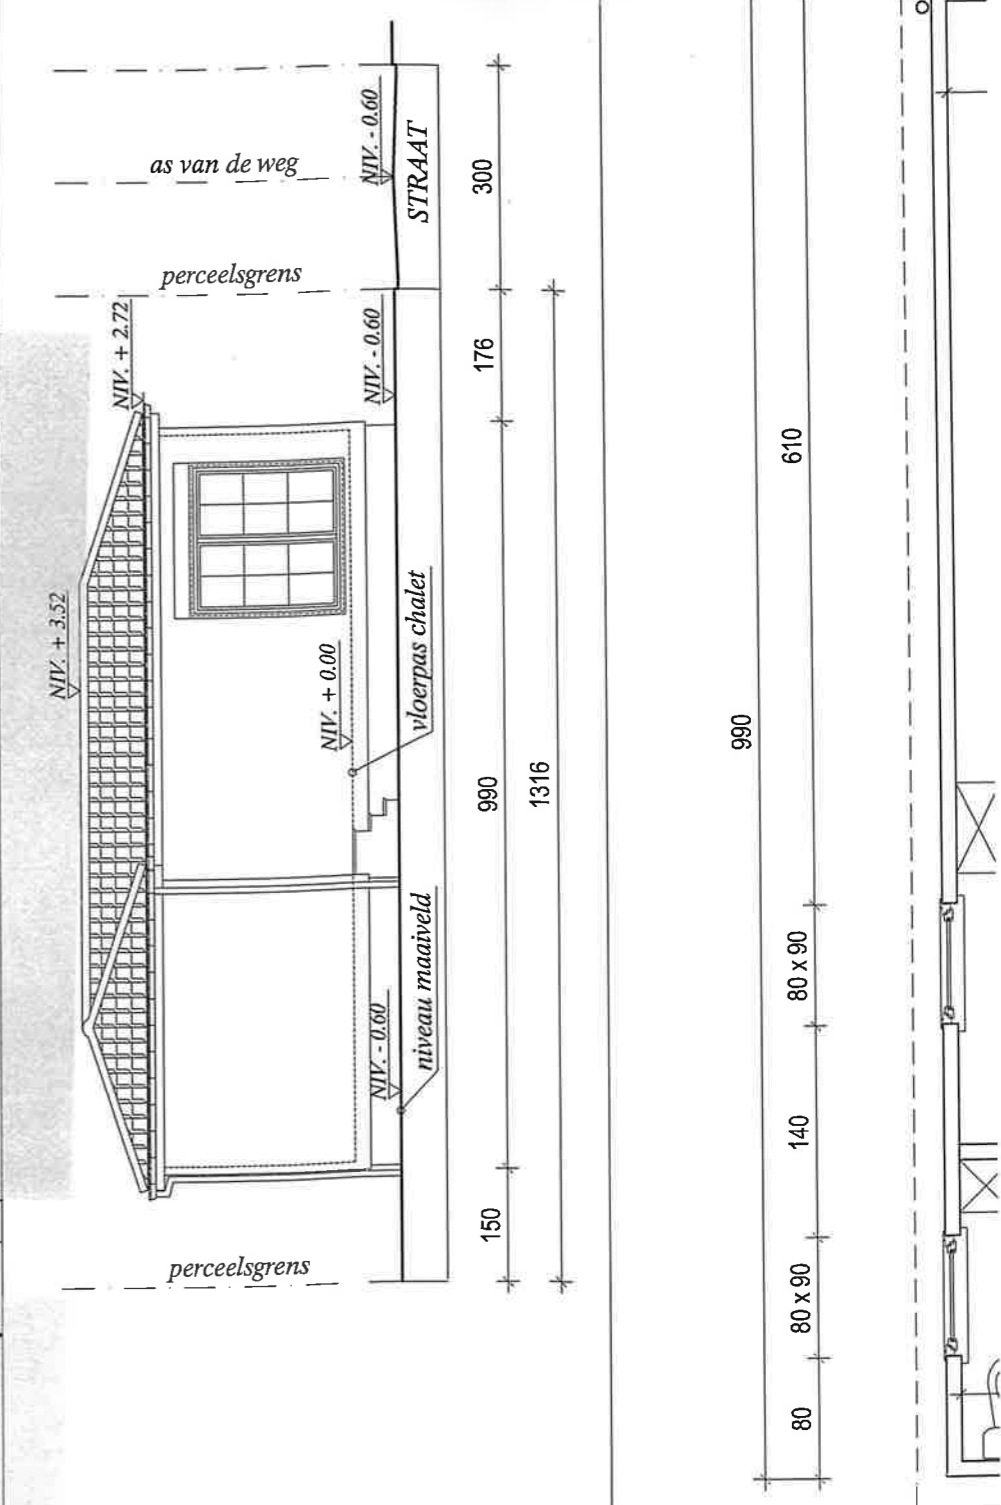 as van de weg
NIV. - 0.60
STRAAT
300
perceelsgrens
NIV. + 2.72
NIV. - 0.60
176
NIV. + 3.52
NIV. + 0.00
vloerpas chalet
990
1316
NIV. - 0.60
niveau maaiveld
150
perceelsgrens
990
610
80 x 90
140
80 x 90
80